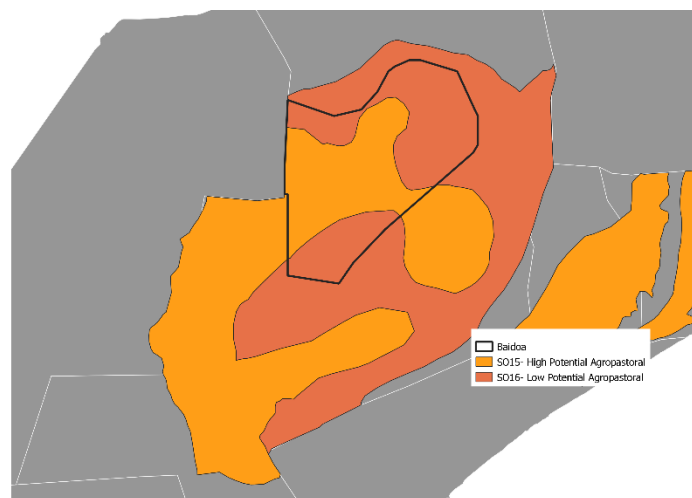 Baidoa
SO15- High Potential Agropastoral
SO16- Low Potential Agropastoral